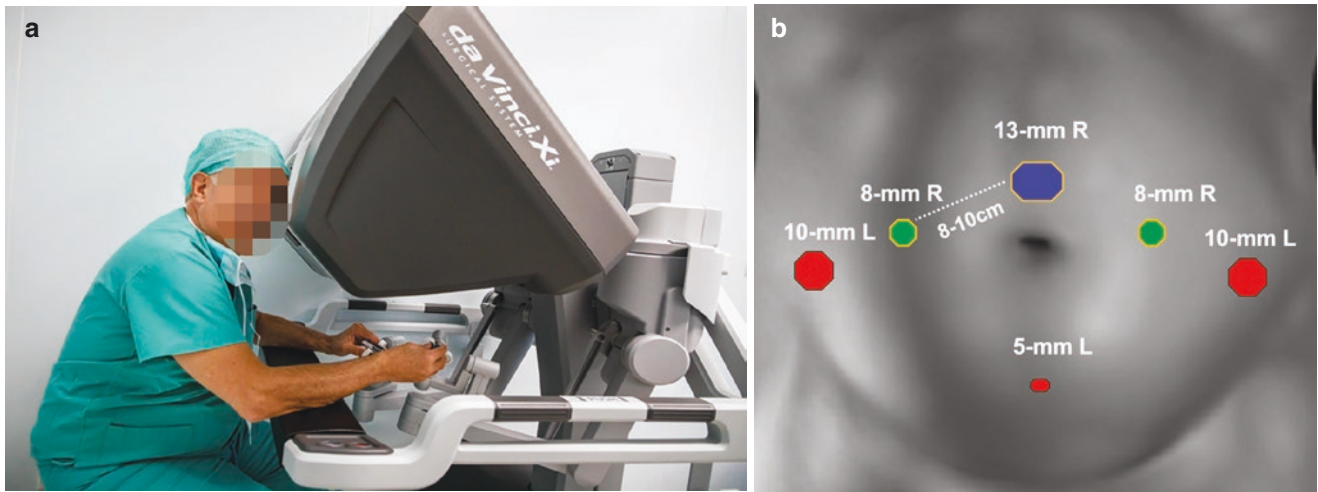 a
da Vinci Xi
SURGICAL SYSTEM
b
13-mm R
8-mm R
8-mm R
8-10cm
10-mm L
10-mm L
5-mm L